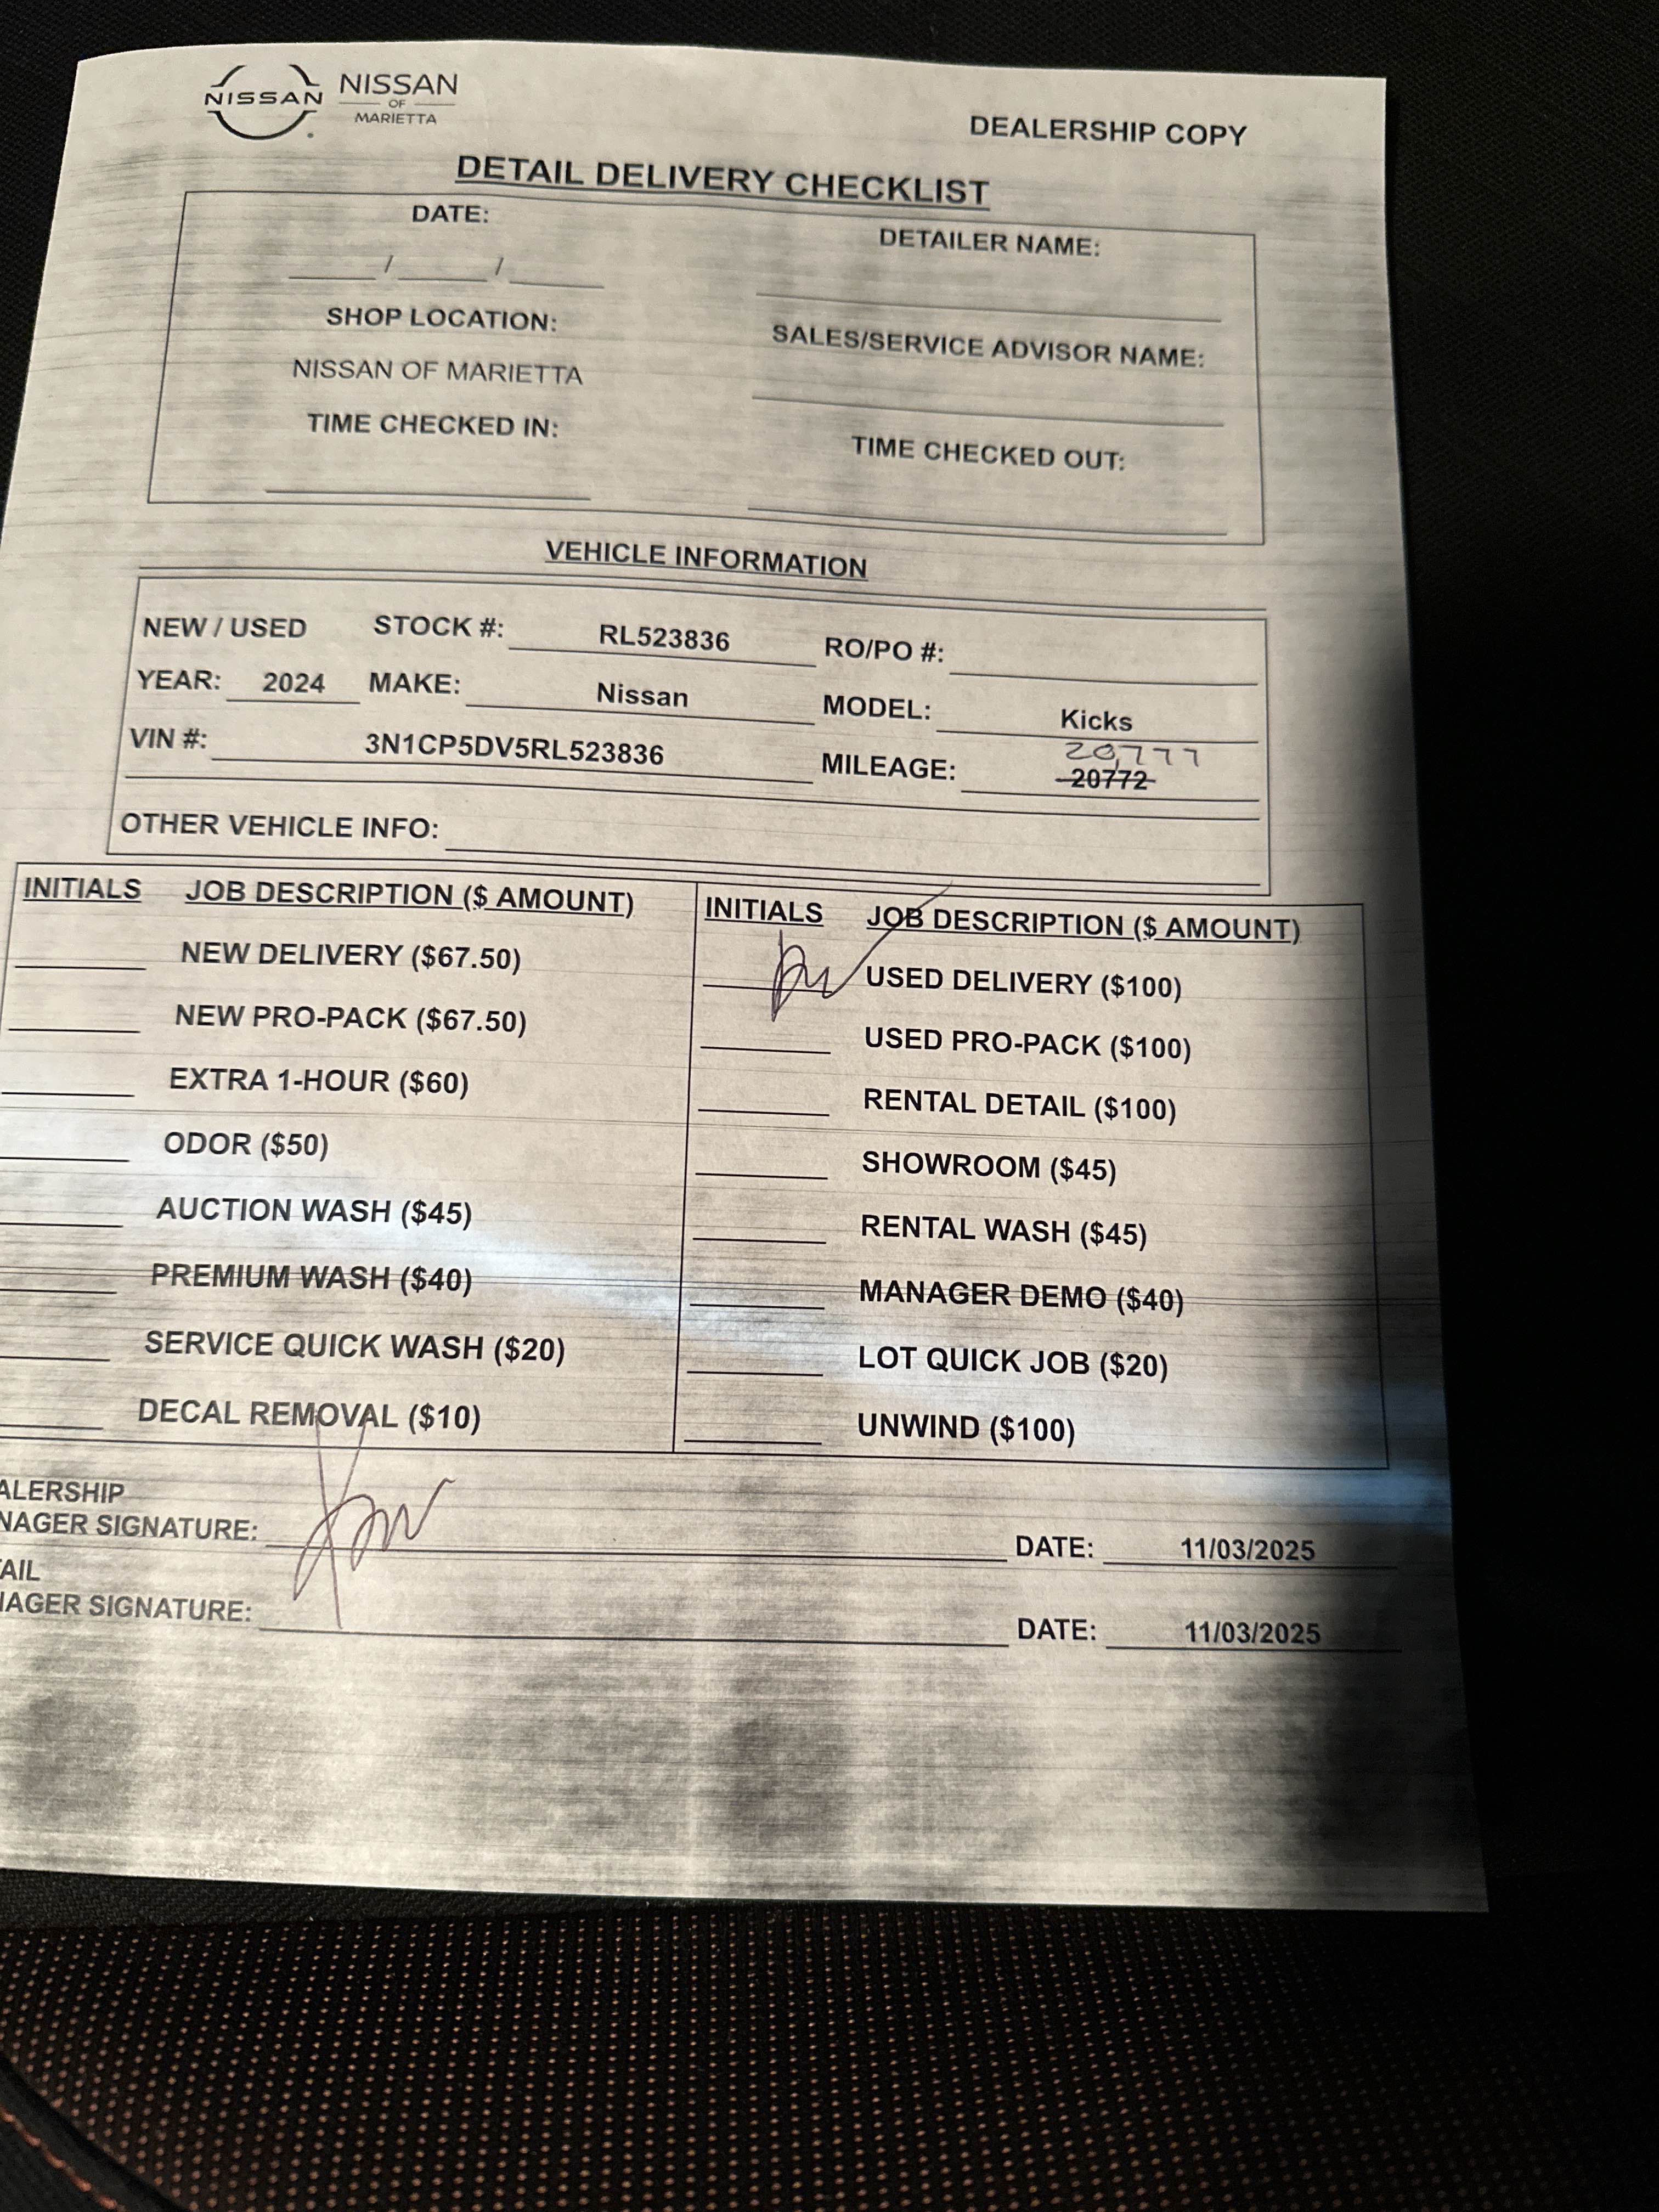 NISSAN
NISSAN
OF
MARIETTA
DEALERSHIP COPY
DETAIL DELIVERY CHECKLIST
DATE:
____/____/____
DETAILER NAME:
SHOP LOCATION:
NISSAN OF MARIETTA
SALES/SERVICE ADVISOR NAME:
TIME CHECKED IN:
TIME CHECKED OUT:
VEHICLE INFORMATION
NEW / USED STOCK #: RL523836 RO/PO #:
YEAR: 2024 MAKE: Nissan MODEL: Kicks
20,777
VIN #: 3N1CP5DV5RL523836 MILEAGE: 20772
OTHER VEHICLE INFO:
INITIALS JOB DESCRIPTION ($ AMOUNT)
NEW DELIVERY ($67.50)
NEW PRO-PACK ($67.50)
EXTRA 1-HOUR ($60)
ODOR ($50)
AUCTION WASH ($45)
PREMIUM WASH ($40)
SERVICE QUICK WASH ($20)
DECAL REMOVAL ($10)
INITIALS JOB DESCRIPTION ($ AMOUNT)
USED DELIVERY ($100)
USED PRO-PACK ($100)
RENTAL DETAIL ($100)
SHOWROOM ($45)
RENTAL WASH ($45)
MANAGER DEMO ($40)
LOT QUICK JOB ($20)
UNWIND ($100)
ALERSHIP
NAGER SIGNATURE: DATE: 11/03/2025
AIL
NAGER SIGNATURE: DATE: 11/03/2025